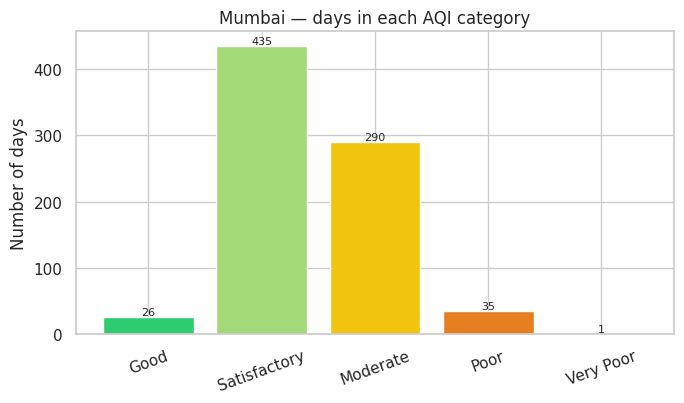 Mumbai — days in each AQI category
Number of days
400
300
200
100
0
26
435
290
35
1
Good
Satisfactory
Moderate
Poor
Very Poor